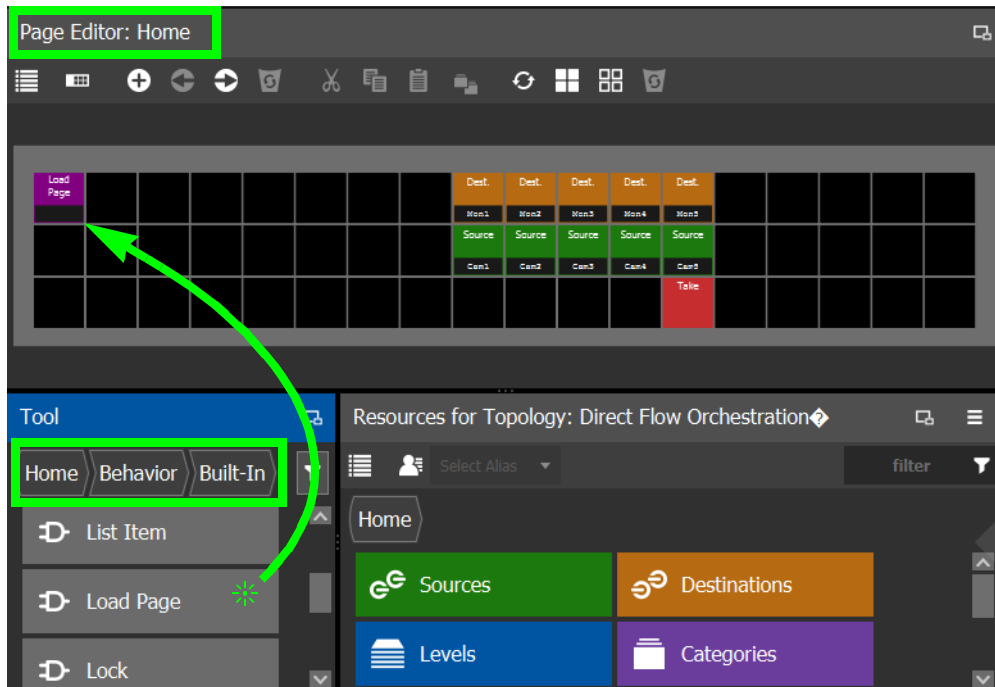 Page Editor: Home
Load Page
Dest. Dest. Dest. Dest. Dest.
Mon1 Mon2 Mon3 Mon4 Mon5
Source Source Source Source Source
Cam1 Cam2 Cam3 Cam4 Cam5
Take
Tool
Home Behavior Built-In
List Item
Load Page
Lock
Resources for Topology: Direct Flow Orchestration�
Select Alias
filter
Home
Sources Destinations
Levels Categories